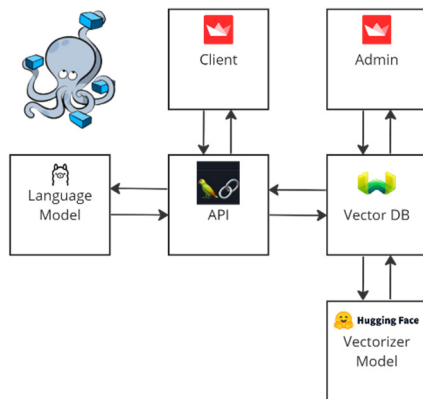 Client
Admin
Language
Model
API
Vector DB
Hugging Face
Vectorizer
Model